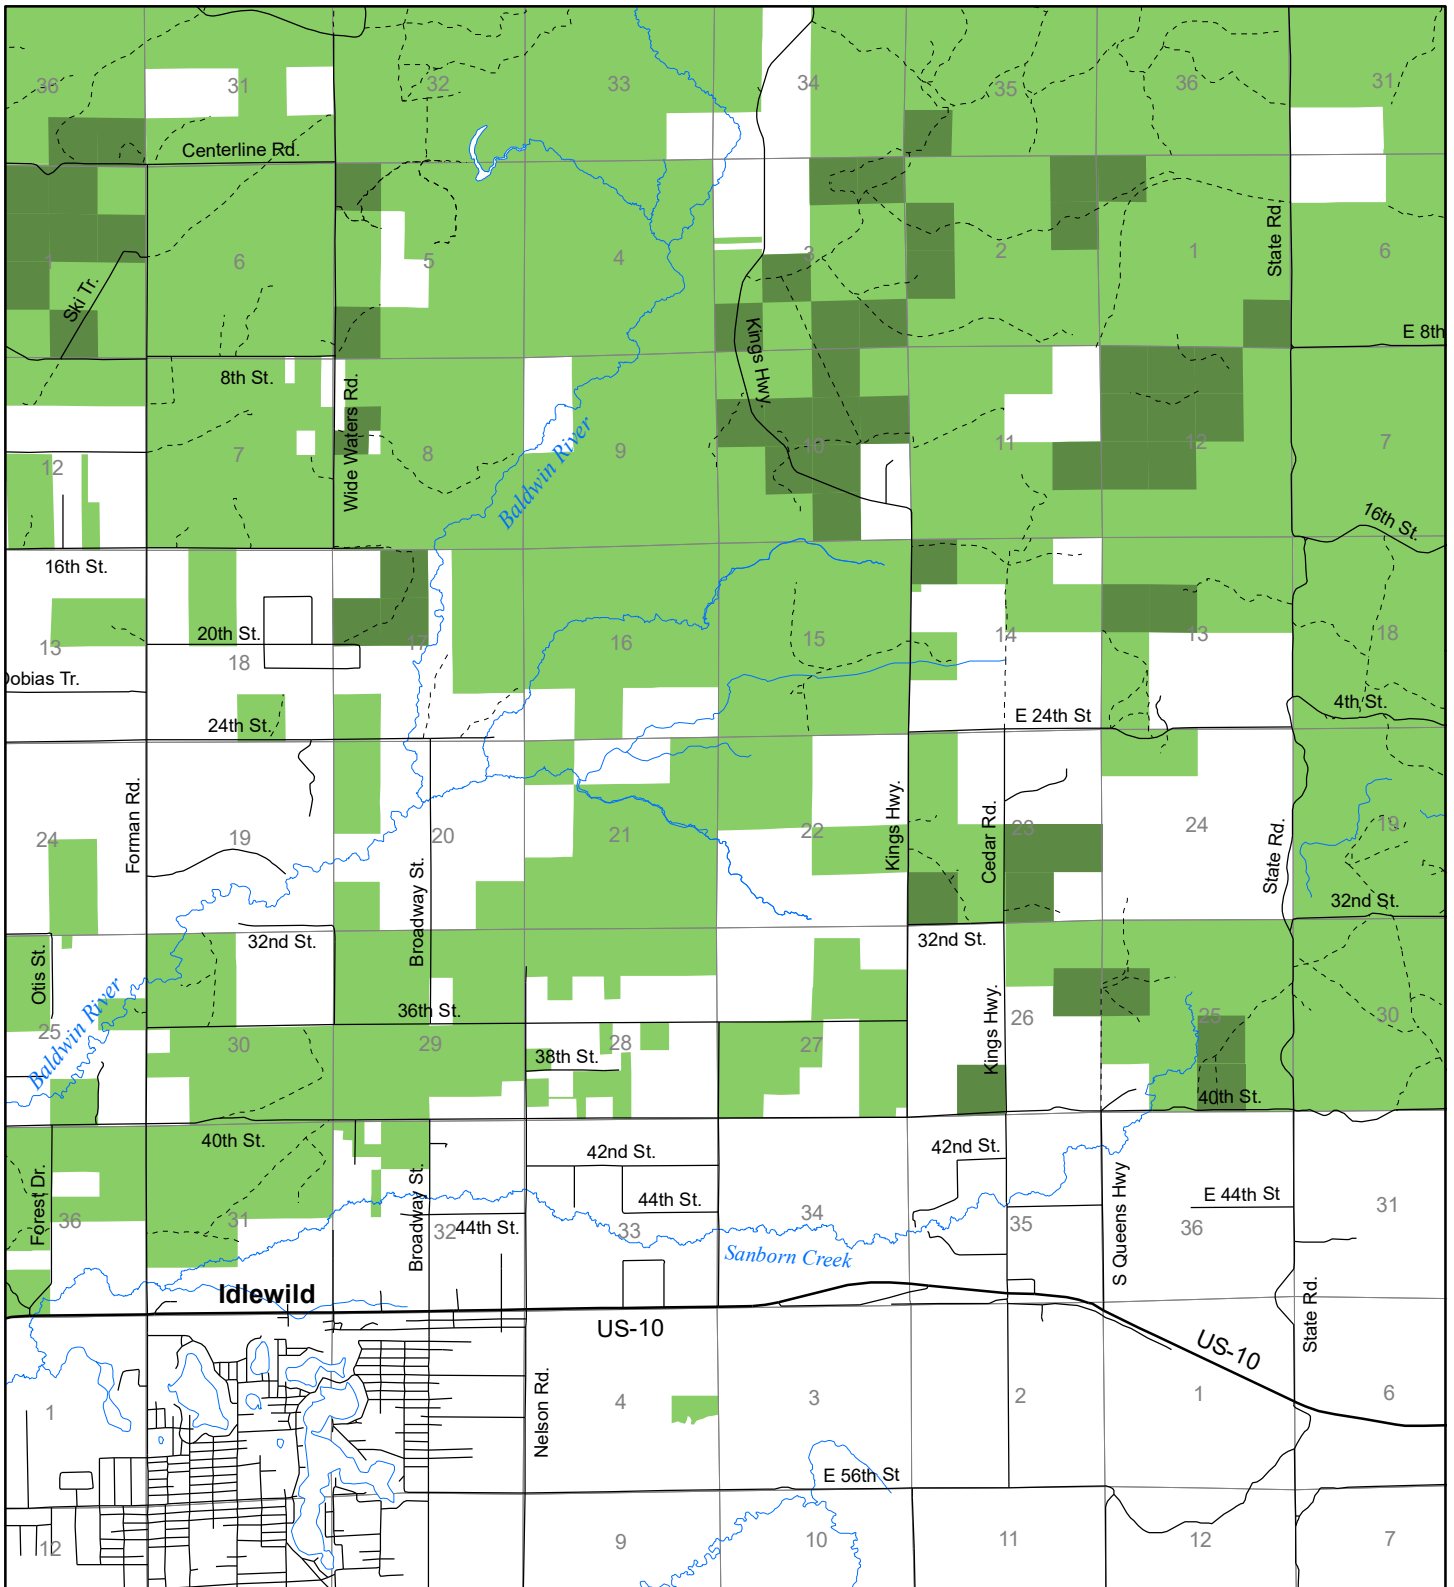 36
31
32
33
34
35
36
31
Centerline Rd.
1
6
5
4
3
2
1
State Rd.
6
Ski Tr.
Kings Hwy.
E 8th
8th St.
Wide Waters Rd.
12
7
8
Baldwin River
9
10
11
12
7
16th St.
16th St.
13
20th St.
18
17
16
15
14
13
18
Dobias Tr.
24th St.
E 24th St
4th St.
Forman Rd.
24
19
20
21
22
Kings Hwy.
Cedar Rd.
23
24
State Rd.
19
Broadway St.
32nd St.
32nd St.
32nd St.
Otis St.
Baldwin River
25
36th St.
30
29
38th St.
28
27
Kings Hwy.
26
25
30
40th St.
40th St.
Forest Dr.
36
31
Broadway St.
32
44th St.
42nd St.
44th St.
33
34
Sanborn Creek
42nd St.
35
S Queens Hwy
E 44th St
36
31
Idlewild
US-10
US-10
State Rd.
1
Nelson Rd.
4
3
2
1
6
E 56th St
12
9
10
11
12
7